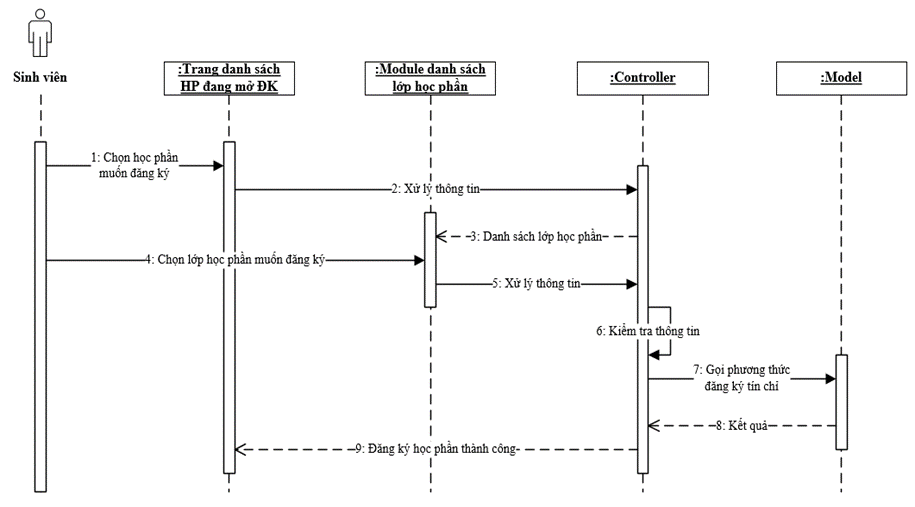 Sinh viên
:Trang danh sách
HP đang mở ĐK
:Module danh sách
lớp học phần
:Controller
:Model
1: Chọn học phần
muốn đăng ký
2: Xử lý thông tin
3: Danh sách lớp học phần
4: Chọn lớp học phần muốn đăng ký
5: Xử lý thông tin
6: Kiểm tra thông tin
7: Gọi phương thức
đăng ký tín chỉ
8: Kết quả
9: Đăng ký học phần thành công